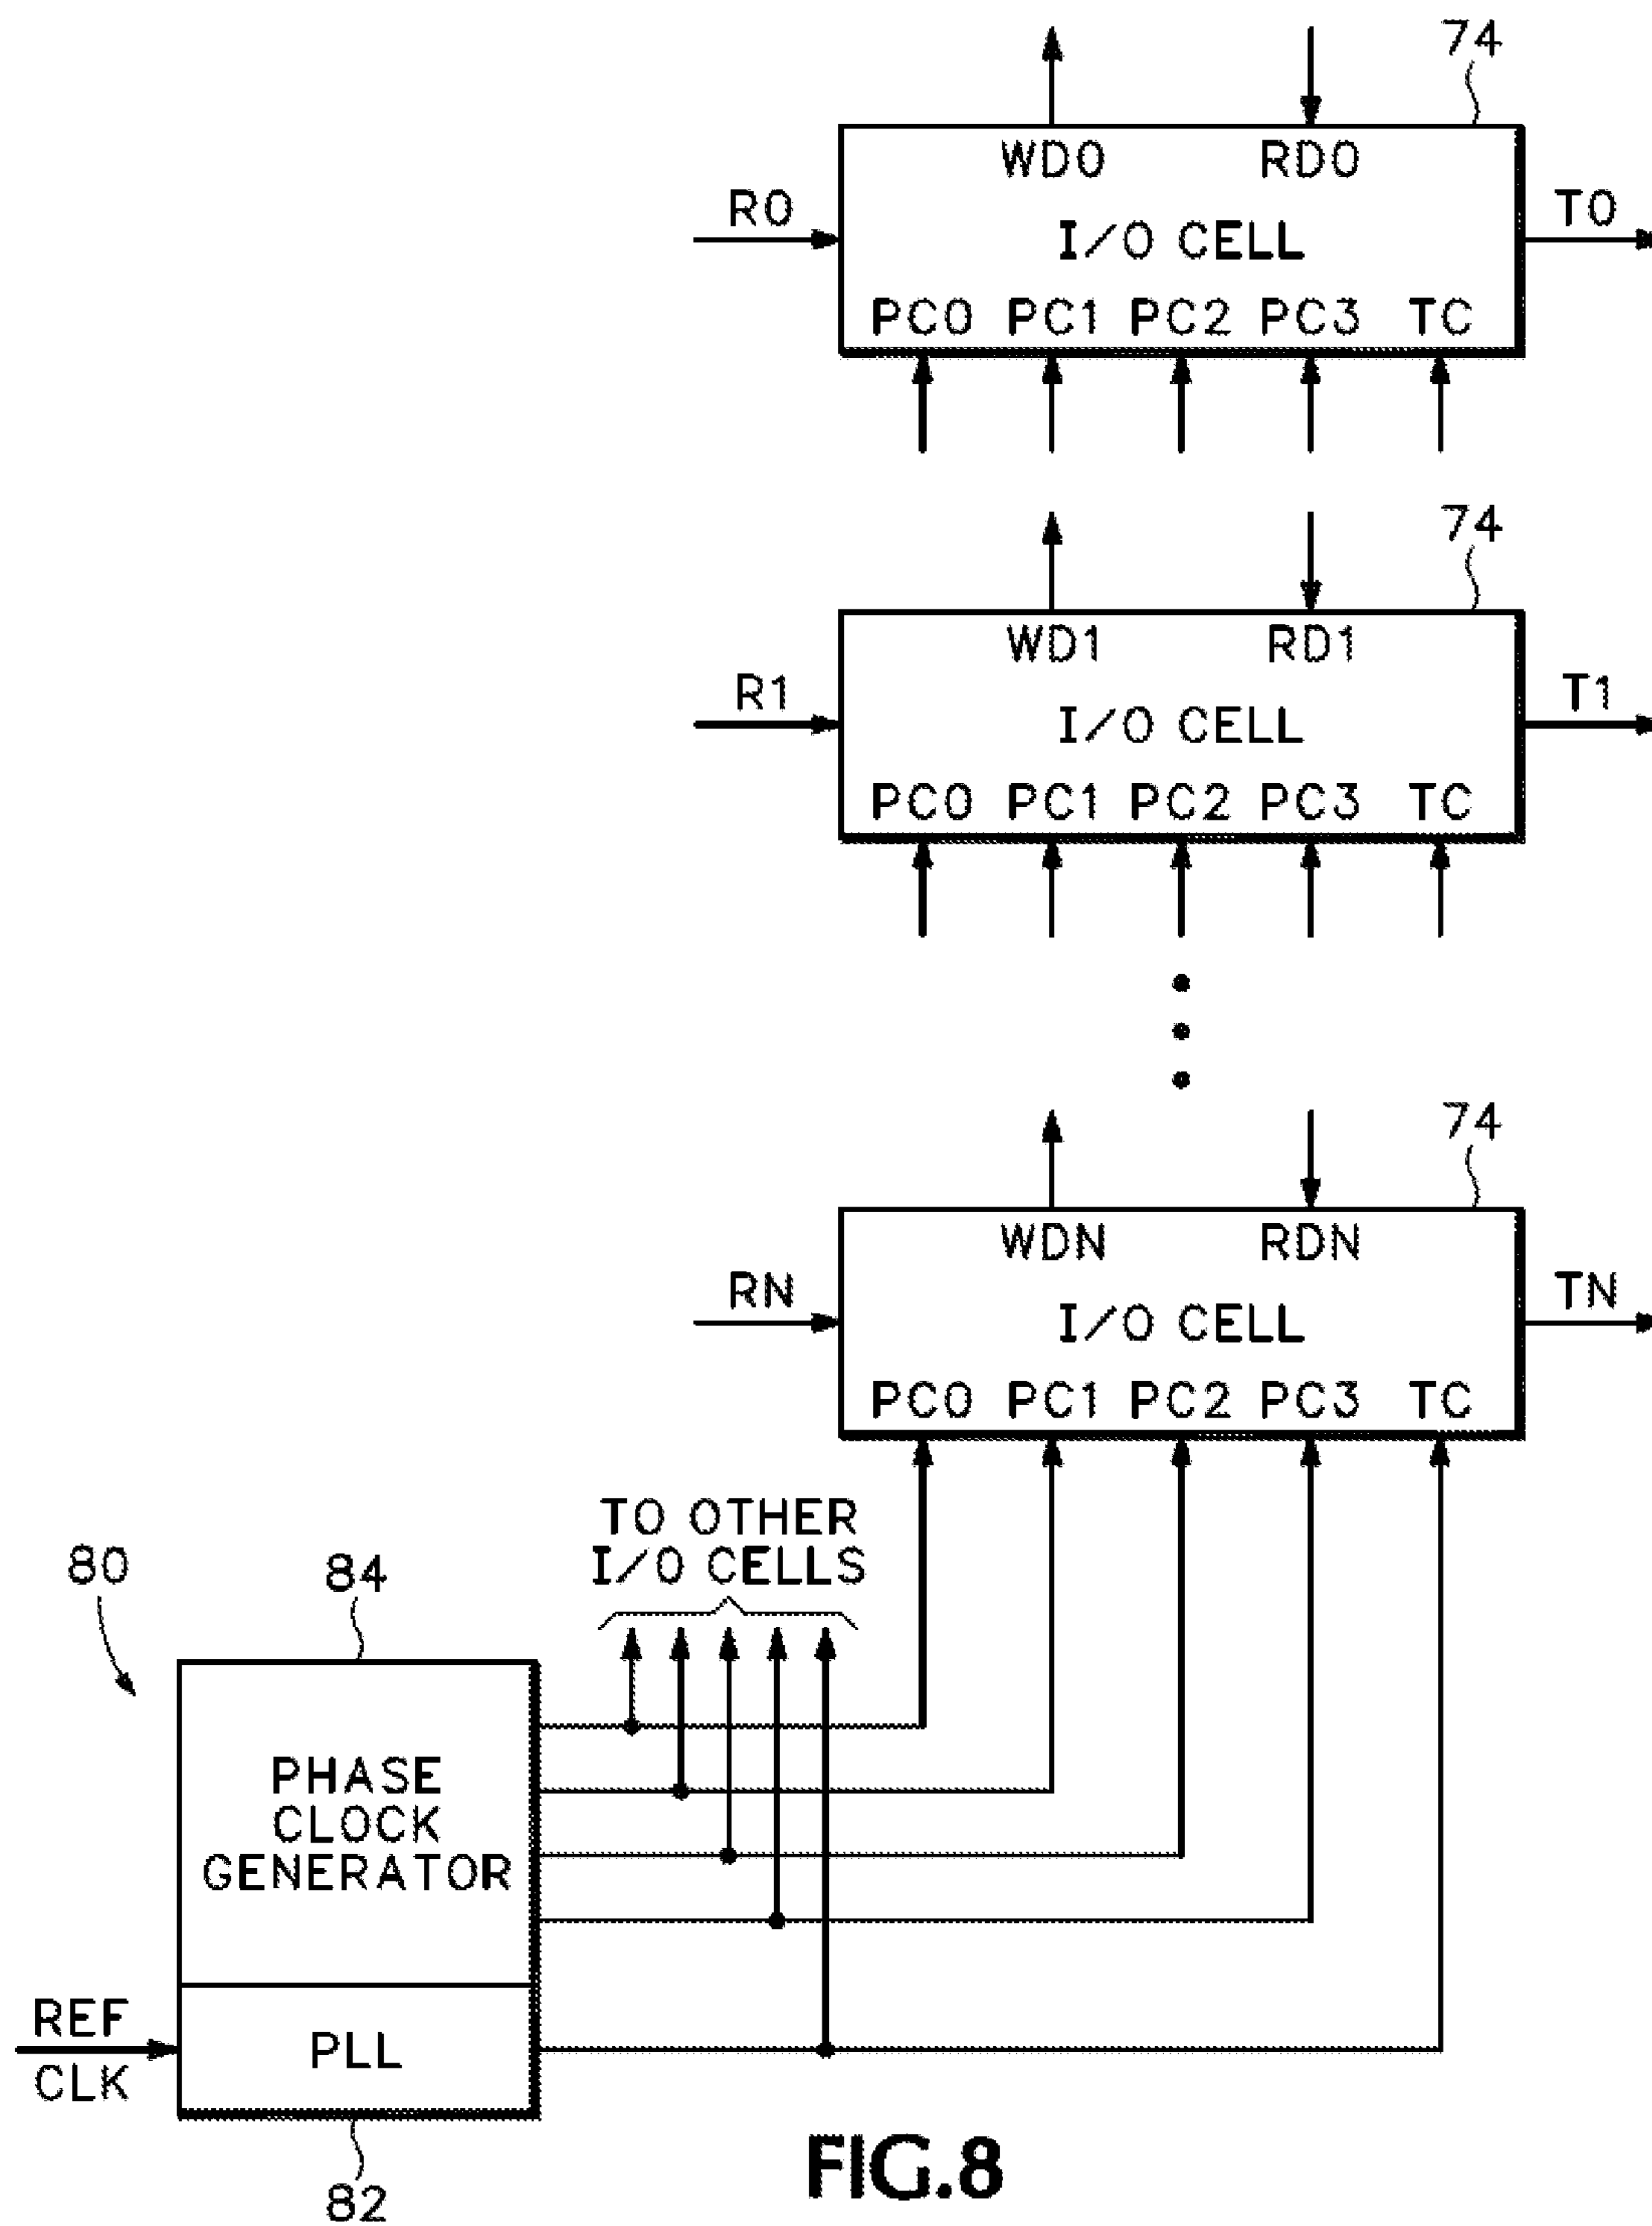 74
WD0 RD0
R0 I/O CELL T0
PC0 PC1 PC2 PC3 TC
74
WD1 RD1
R1 I/O CELL T1
PC0 PC1 PC2 PC3 TC
74
WDN RDN
RN I/O CELL TN
PC0 PC1 PC2 PC3 TC
TO OTHER
I/O CELLS
80
84
PHASE
CLOCK
GENERATOR
REF
CLK
PLL
82
FIG.8